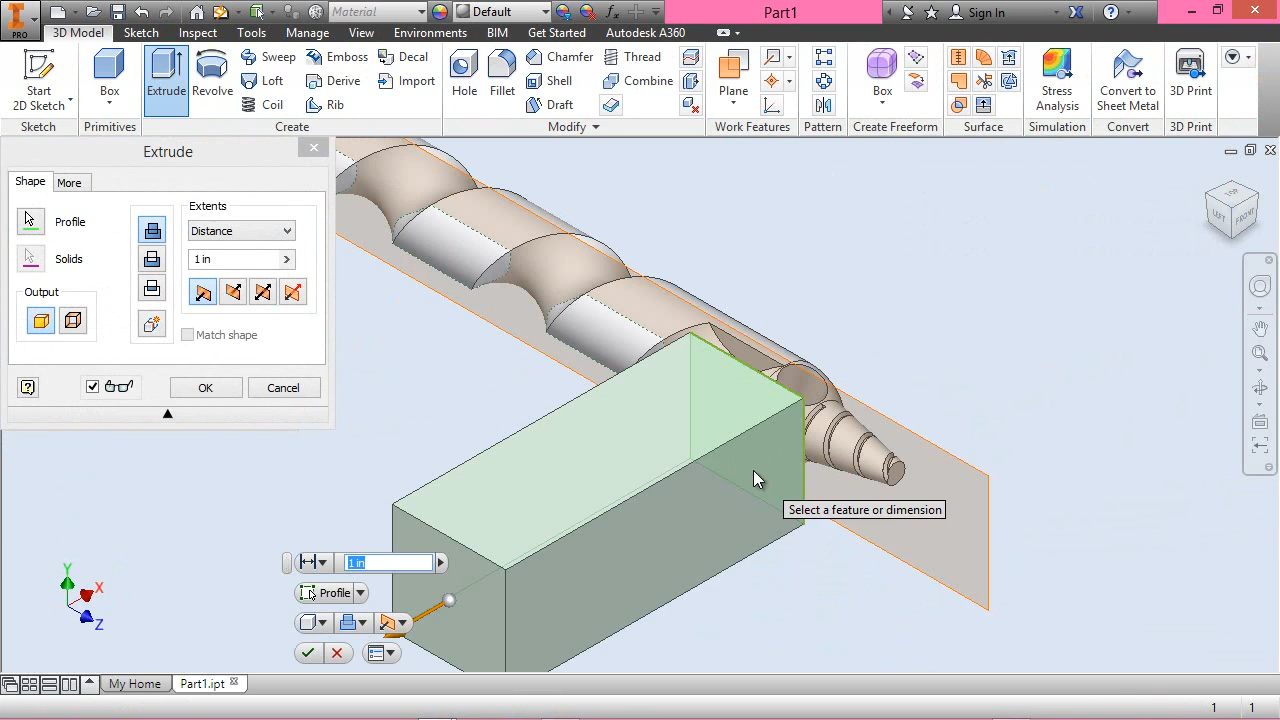 PRO
Material
Default
Part1
Sign In
3D Model
Sketch
Inspect
Tools
Manage
View
Environments
BIM
Get Started
Autodesk A360
Start
2D Sketch
Box
Extrude
Revolve
Sweep
Loft
Coil
Emboss
Derive
Rib
Decal
Import
Hole
Fillet
Chamfer
Shell
Draft
Thread
Combine
Plane
Box
Stress
Analysis
Convert to
Sheet Metal
3D Print
Sketch
Primitives
Create
Modify
Work Features
Pattern
Create Freeform
Surface
Simulation
Convert
3D Print
Extrude
Shape
More
Profile
Solids
Output
Extents
Distance
1 in
Match shape
OK
Cancel
TOP
LEFT
FRONT
Select a feature or dimension
1 in
Profile
Y
X
Z
My Home
Part1.ipt
1
1